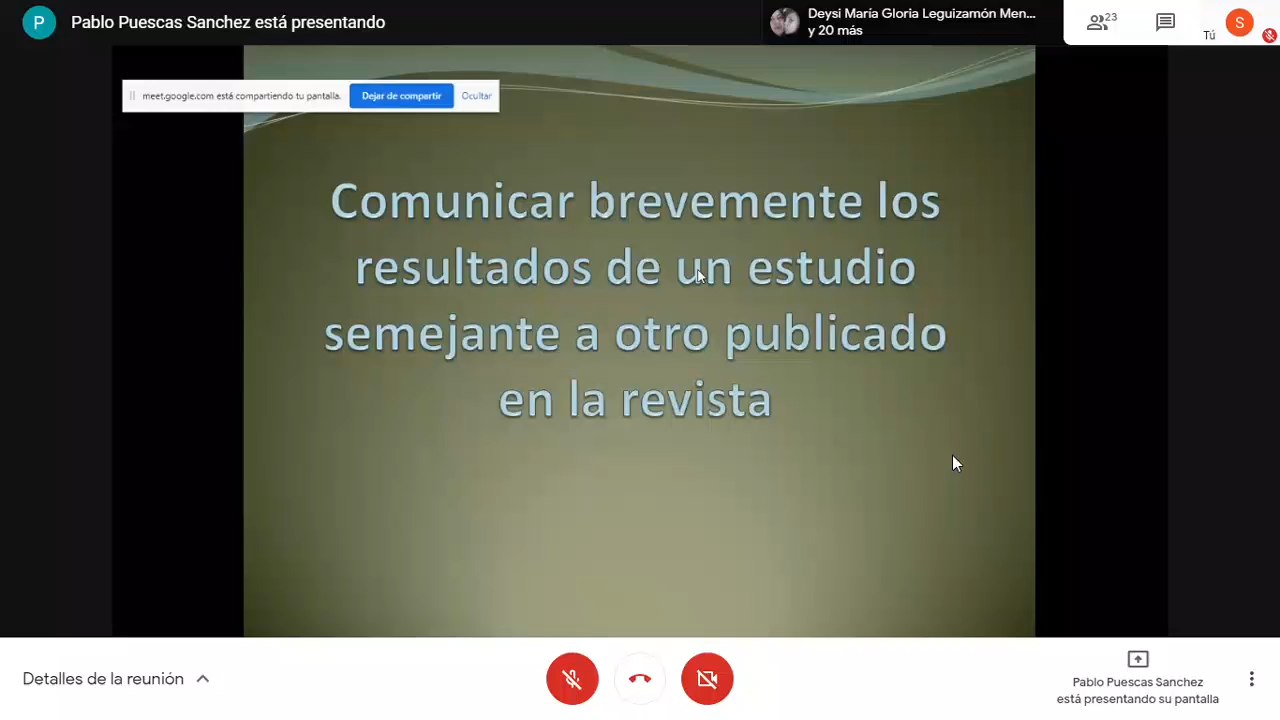 P
Pablo Puescas Sanchez está presentando
Deysi María Gloria Leguizamón Men...
y 20 más
23
Tú
S
meet.google.com está compartiendo tu pantalla.
Dejar de compartir
Ocultar
Comunicar brevemente los
resultados de un estudio
semejante a otro publicado
en la revista
Detalles de la reunión
Pablo Puescas Sanchez
está presentando su pantalla